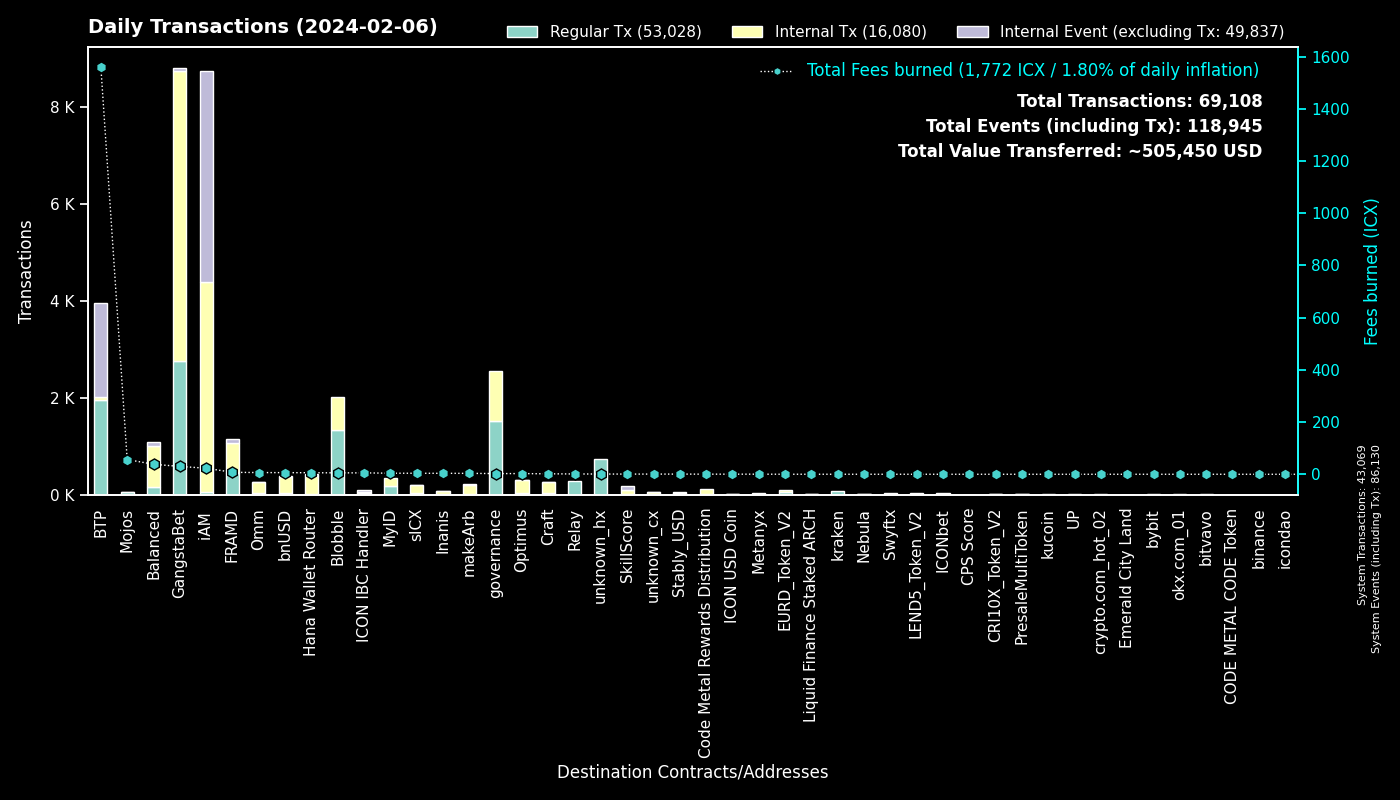 Daily Transactions (2024-02-06)
Regular Tx (53,028)
Internal Tx (16,080)
Internal Event (excluding Tx: 49,837)
Total Fees burned (1,772 ICX / 1.80% of daily inflation)
Total Transactions: 69,108
Total Events (including Tx): 118,945
Total Value Transferred: ~505,450 USD
Transactions
8 K
6 K
4 K
2 K
0 K
1600
1400
1200
1000
800
600
400
200
0
Fees burned (ICX)
BTP
Mojos
Balanced
GangstaBet
iAM
FRAMD
Omm
bnUSD
Hana Wallet Router
Blobble
ICON IBC Handler
MyID
sICX
Inanis
makeArb
governance
Optimus
Craft
Relay
unknown_hx
SkillScore
unknown_cx
Stably_USD
Code Metal Rewards Distribution
ICON USD Coin
Metanyx
EURD_Token_V2
Liquid Finance Staked ARCH
kraken
Nebula
Swyftx
LEND5_Token_V2
ICONbet
CPS Score
CRI10X_Token_V2
PresaleMultiToken
kucoin
UP
crypto.com_hot_02
Emerald City Land
bybit
okx.com_01
bitvavo
CODE METAL CODE Token
binance
icondao
Destination Contracts/Addresses
System Transactions: 43,069
System Events (including Tx): 86,130